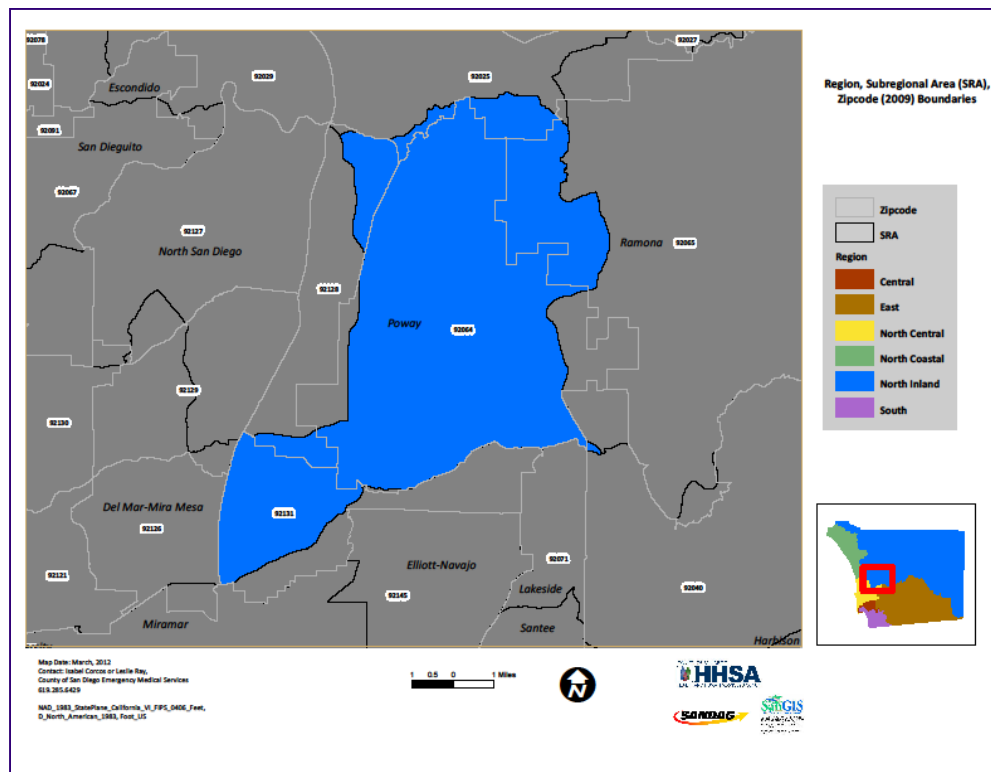 92078
92027
92029
92025
92024
Escondido
92091
San Dieguito
92067
92127
North San Diego
Ramona
92065
92128
Poway
92064
92129
92130
Del Mar-Mira Mesa
92131
92126
92071
Elliott-Navajo
92121
Lakeside
92040
92145
Miramar
Santee
Harbison
Region, Subregional Area (SRA),
Zipcode (2009) Boundaries
Zipcode
SRA
Region
Central
East
North Central
North Coastal
North Inland
South
Map Date: March, 2012
Contact: Isabel Corcos or Leslie Ray,
County of San Diego Emergency Medical Services
619.285.6429
NAD_1983_StatePlane_California_VI_FIPS_0406_Feet,
D_North_American_1983, Foot_US
1 0.5 0 1 Miles
N
HHSA
SANDAG
SanGIS